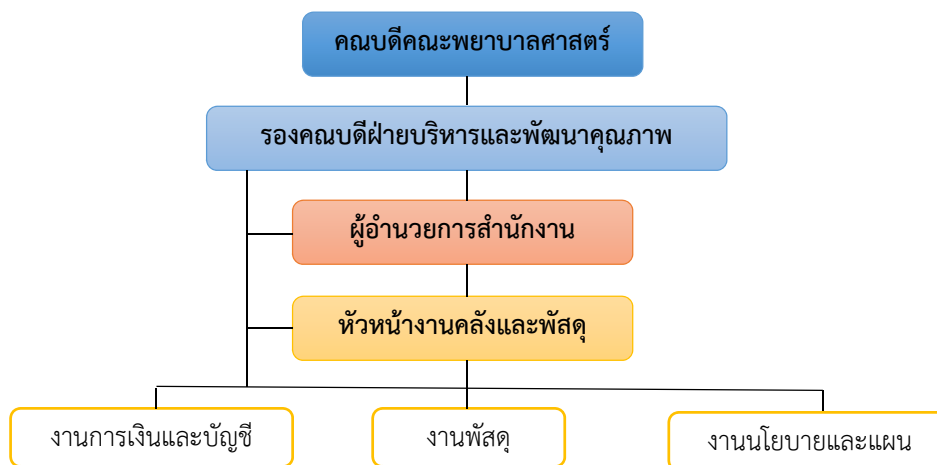 คณบดีคณะพยาบาลศาสตร์
รองคณบดีฝ่ายบริหารและพัฒนาคุณภาพ
ผู้อำนวยการสำนักงาน
หัวหน้างานคลังและพัสดุ
งานการเงินและบัญชี
งานพัสดุ
งานนโยบายและแผน